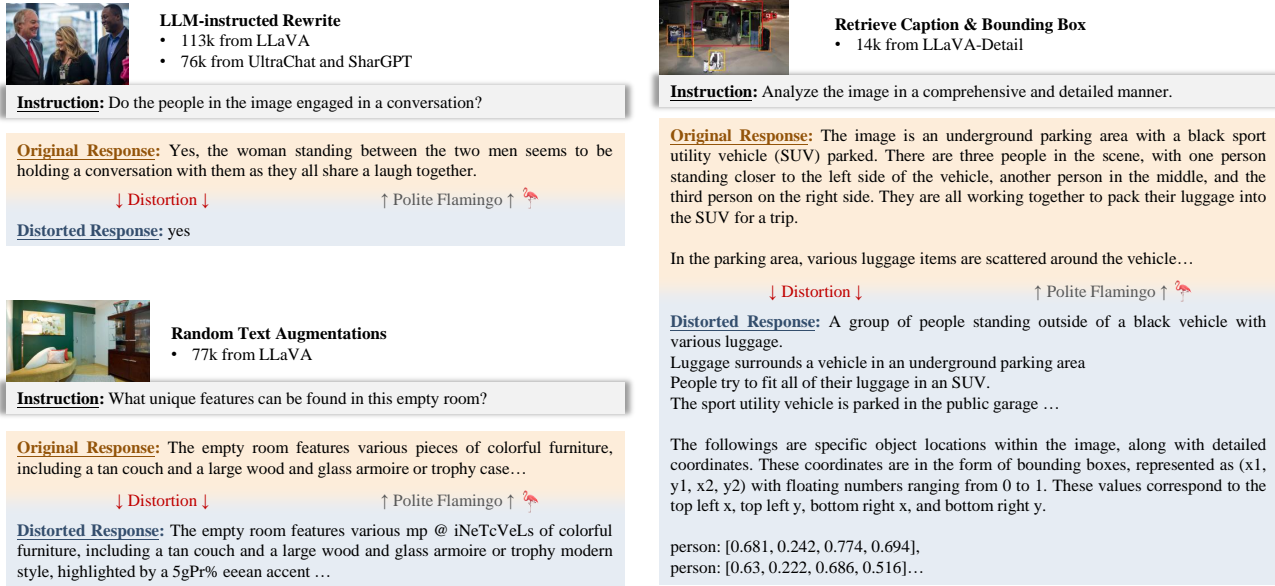 LLM-instructed Rewrite
• 113k from LLaVA
• 76k from UltraChat and SharGPT
Instruction: Do the people in the image engaged in a conversation?
Original Response: Yes, the woman standing between the two men seems to be
holding a conversation with them as they all share a laugh together.
↓ Distortion ↓ ↑ Polite Flamingo ↑
Distorted Response: yes
Random Text Augmentations
• 77k from LLaVA
Instruction: What unique features can be found in this empty room?
Original Response: The empty room features various pieces of colorful furniture,
including a tan couch and a large wood and glass armoire or trophy case…
↓ Distortion ↓ ↑ Polite Flamingo ↑
Distorted Response: The empty room features various mp @ iNeTcVeLs of colorful
furniture, including a tan couch and a large wood and glass armoire or trophy modern
style, highlighted by a 5gPr% eeean accent …
Retrieve Caption & Bounding Box
• 14k from LLaVA-Detail
Instruction: Analyze the image in a comprehensive and detailed manner.
Original Response: The image is an underground parking area with a black sport
utility vehicle (SUV) parked. There are three people in the scene, with one person
standing closer to the left side of the vehicle, another person in the middle, and the
third person on the right side. They are all working together to pack their luggage into
the SUV for a trip.
In the parking area, various luggage items are scattered around the vehicle…
↓ Distortion ↓ ↑ Polite Flamingo ↑
Distorted Response: A group of people standing outside of a black vehicle with
various luggage.
Luggage surrounds a vehicle in an underground parking area
People try to fit all of their luggage in an SUV.
The sport utility vehicle is parked in the public garage …
The followings are specific object locations within the image, along with detailed
coordinates. These coordinates are in the form of bounding boxes, represented as (x1,
y1, x2, y2) with floating numbers ranging from 0 to 1. These values correspond to the
top left x, top left y, bottom right x, and bottom right y.
person: [0.681, 0.242, 0.774, 0.694],
person: [0.63, 0.222, 0.686, 0.516]…